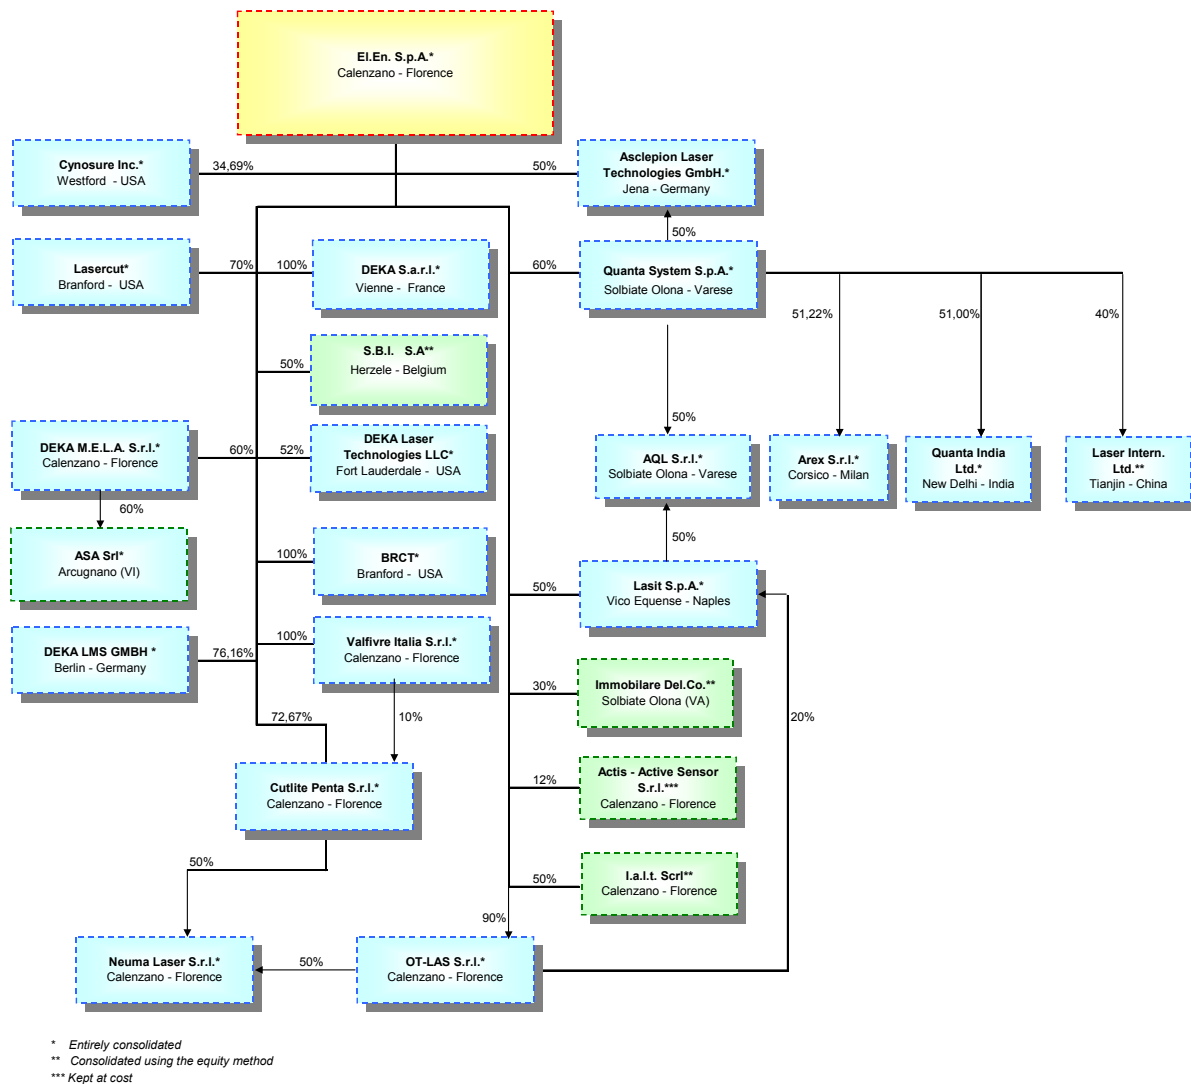 El.En. S.p.A.*
Calenzano - Florence
Cynosure Inc.*
Westford - USA
34,69%
50%
Asclepion Laser
Technologies GmbH.*
Jena - Germany
50%
Lasercut*
Branford - USA
70%
100%
DEKA S.a.r.l.*
Vienne - France
60%
Quanta System S.p.A.*
Solbiate Olona - Varese
51,22%
51,00%
40%
50%
S.B.I. S.A**
Herzele - Belgium
50%
DEKA M.E.L.A. S.r.l.*
Calenzano - Florence
60%
52%
DEKA Laser
Technologies LLC*
Fort Lauderdale - USA
AQL S.r.l.*
Solbiate Olona - Varese
Arex S.r.l.*
Corsico - Milan
Quanta India
Ltd.*
New Delhi - India
Laser Intern.
Ltd.**
Tianjin - China
60%
50%
ASA Srl*
Arcugnano (VI)
100%
BRCT*
Branford - USA
50%
Lasit S.p.A.*
Vico Equense - Naples
DEKA LMS GMBH *
Berlin - Germany
76,16%
100%
Valfivre Italia S.r.l.*
Calenzano - Florence
30%
Immobilare Del.Co.**
Solbiate Olona (VA)
72,67%
10%
20%
Cutlite Penta S.r.l.*
Calenzano - Florence
12%
Actis - Active Sensor
S.r.l.***
Calenzano - Florence
50%
50%
I.a.l.t. Scrl**
Calenzano - Florence
90%
Neuma Laser S.r.l.*
Calenzano - Florence
50%
OT-LAS S.r.l.*
Calenzano - Florence
* Entirely consolidated
** Consolidated using the equity method
*** Kept at cost